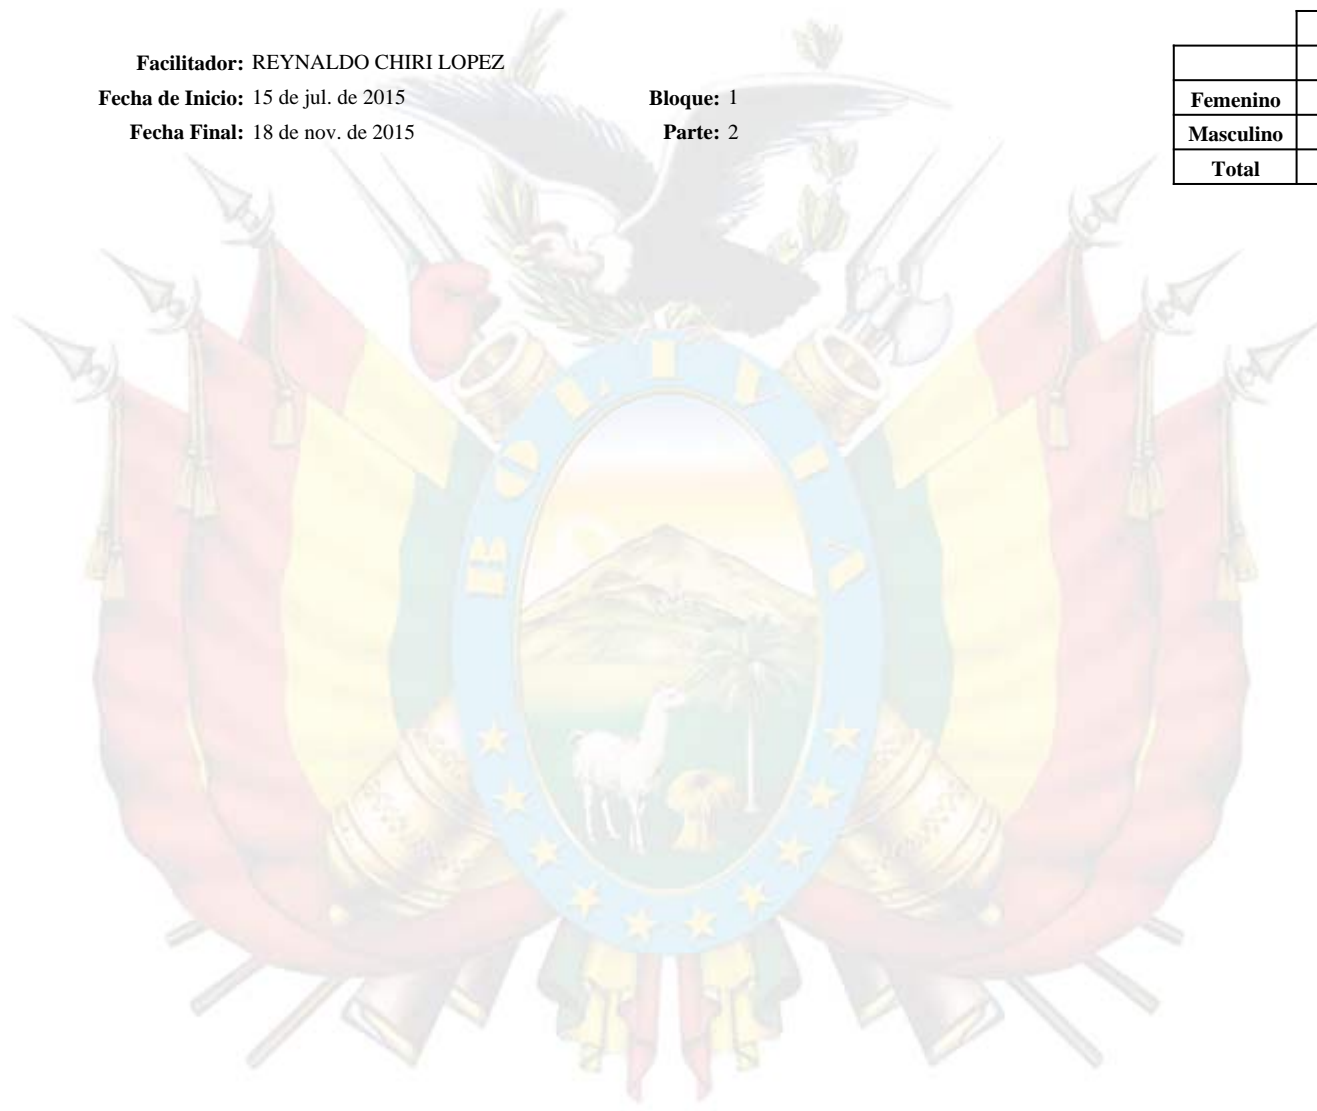 Facilitador: REYNALDO CHIRI LOPEZ
Fecha de Inicio: 15 de jul. de 2015 Bloque: 1
Fecha Final: 18 de nov. de 2015 Parte: 2
Femenino
Masculino
Total
BOLIVIA